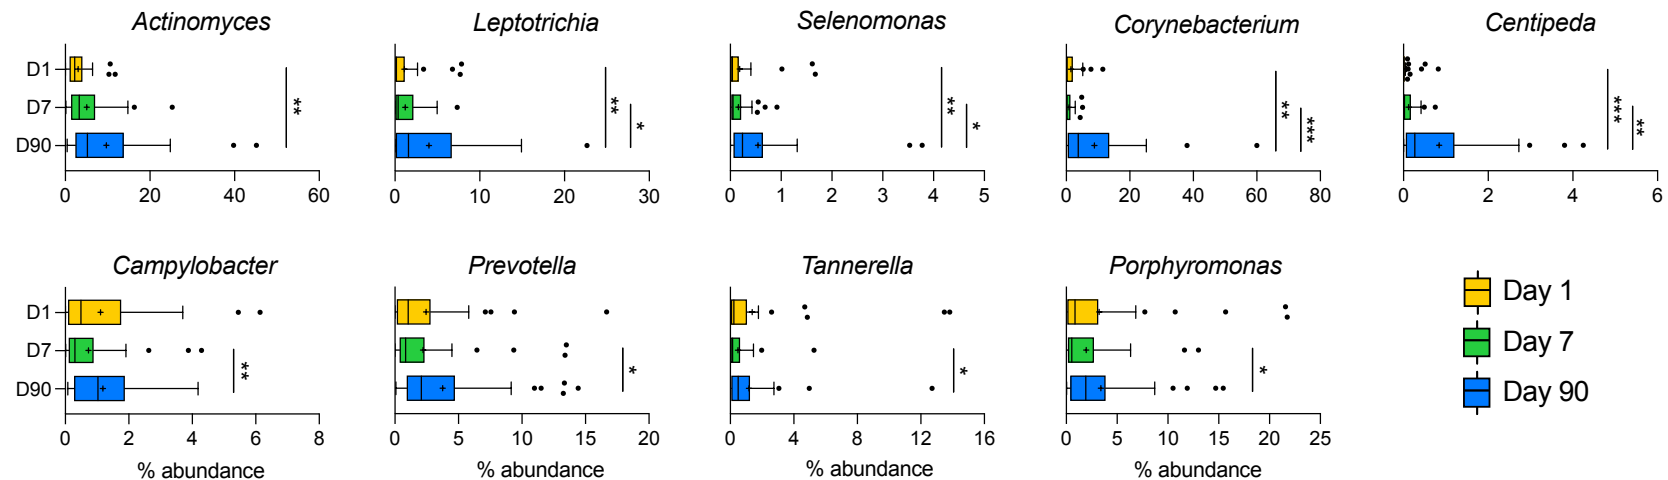 Actinomyces Leptotrichia Selenomonas Corynebacterium Centipeda
D1
D7
D90
** ** * ** * ** *** *** **
0 20 40 60 0 10 20 30 0 1 2 3 4 5 0 20 40 60 80 0 2 4 6
Campylobacter Prevotella Tannerella Porphyromonas
D1
D7
D90
** * * *
0 2 4 6 8 0 5 10 15 20 0 4 8 12 16 0 5 10 15 20 25
% abundance % abundance % abundance % abundance
Day 1
Day 7
Day 90